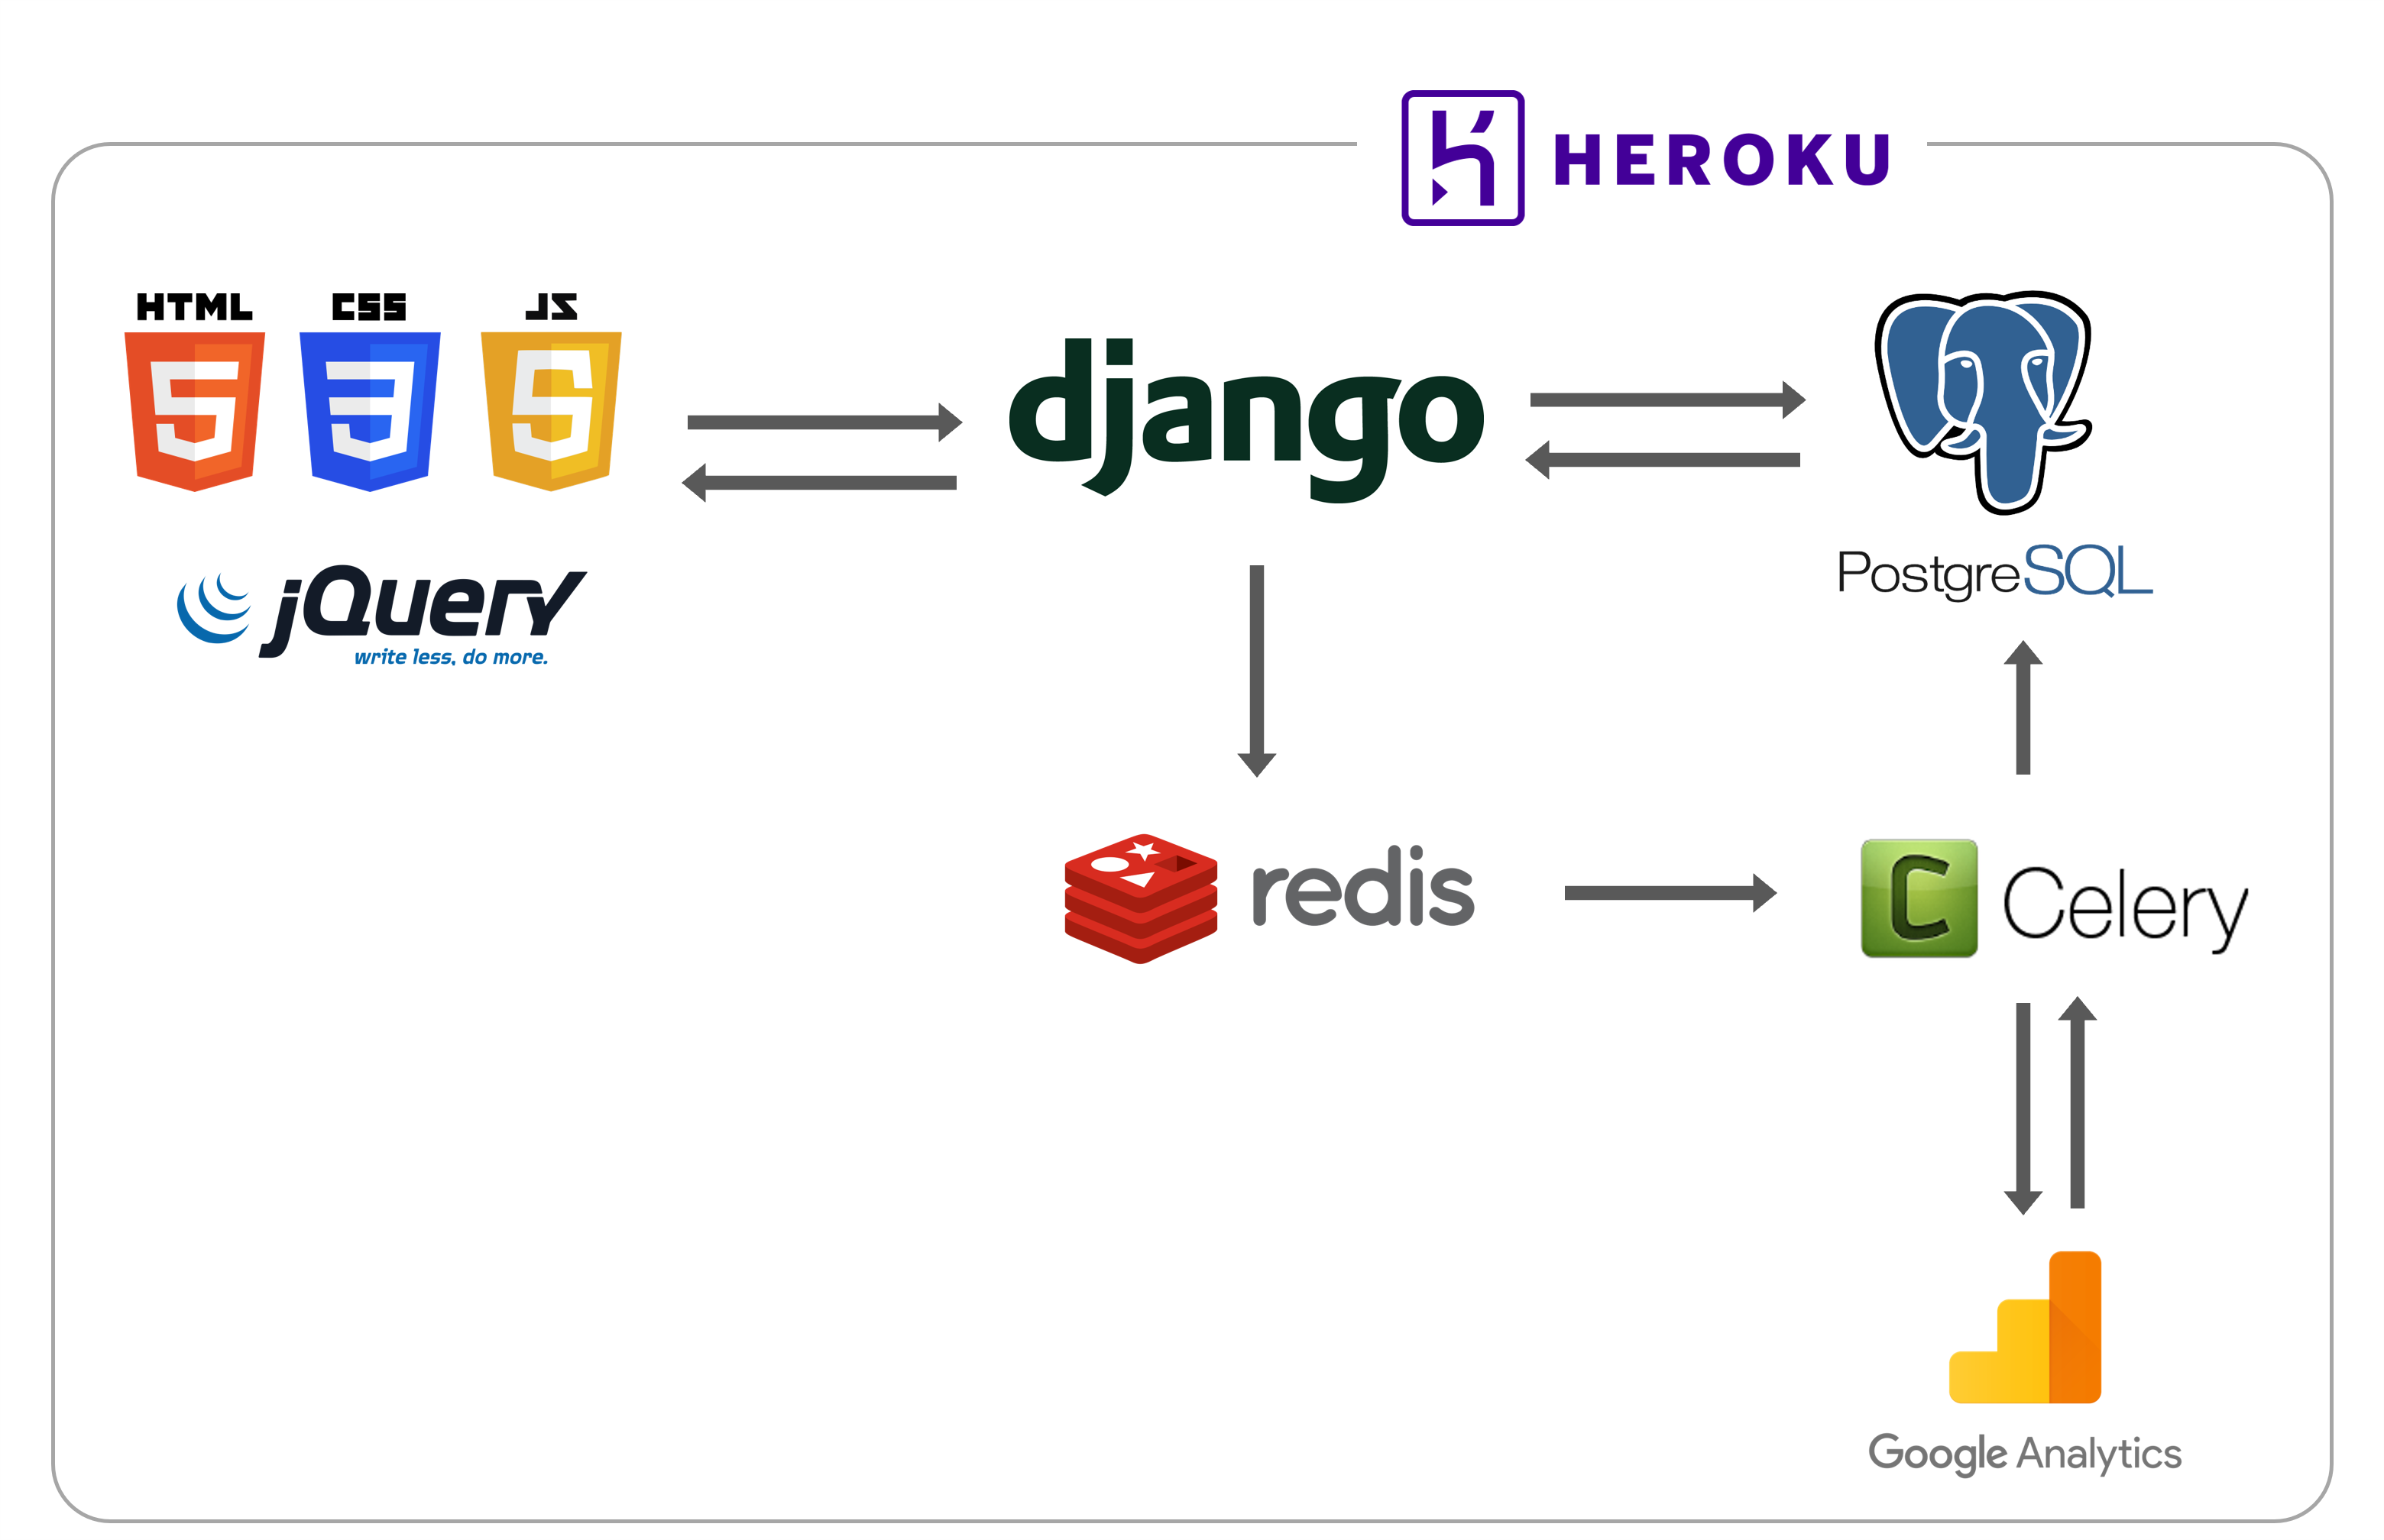 HEROKU
HTML
CSS
JS
django
PostgreSQL
jQuery
write less, do more.
redis
C Celery
Google Analytics